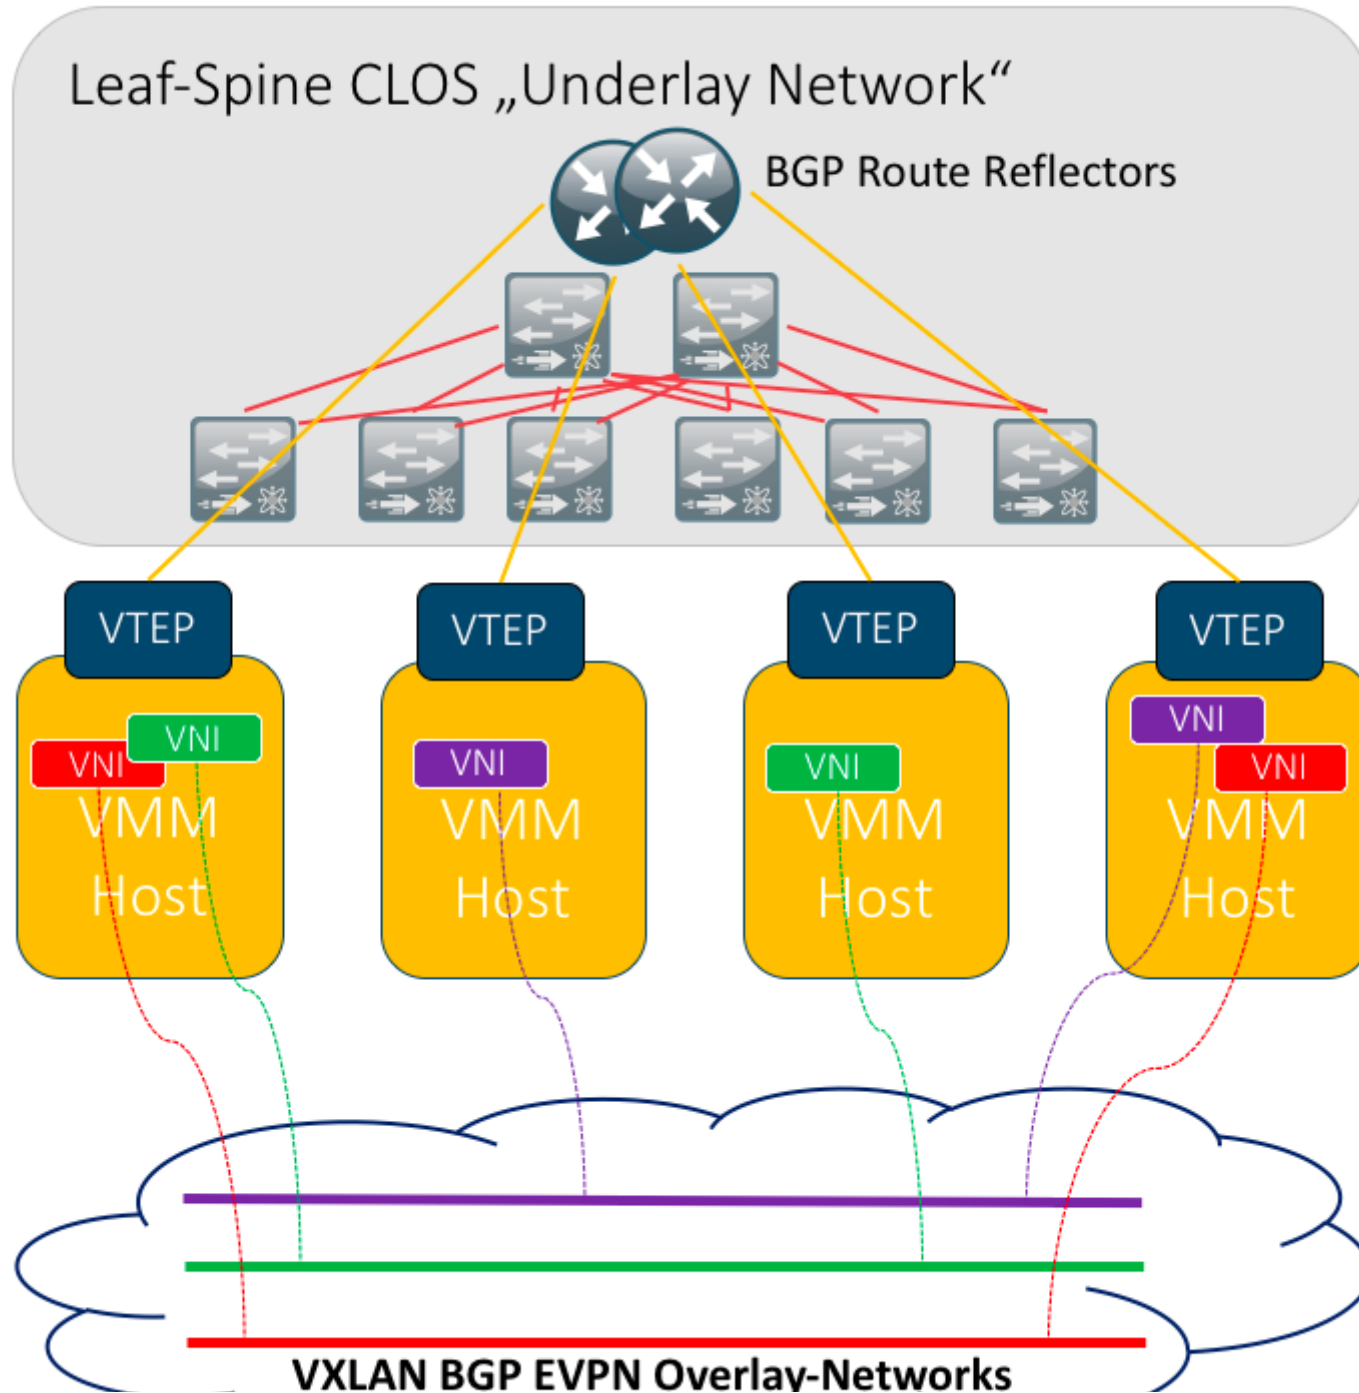 Leaf-Spine CLOS „Underlay Network“
BGP Route Reflectors
VTEP
VTEP
VTEP
VTEP
VNI
VNI
VMM
Host
VNI
VMM
Host
VNI
VMM
Host
VNI
VNI
VMM
Host
VXLAN BGP EVPN Overlay-Networks